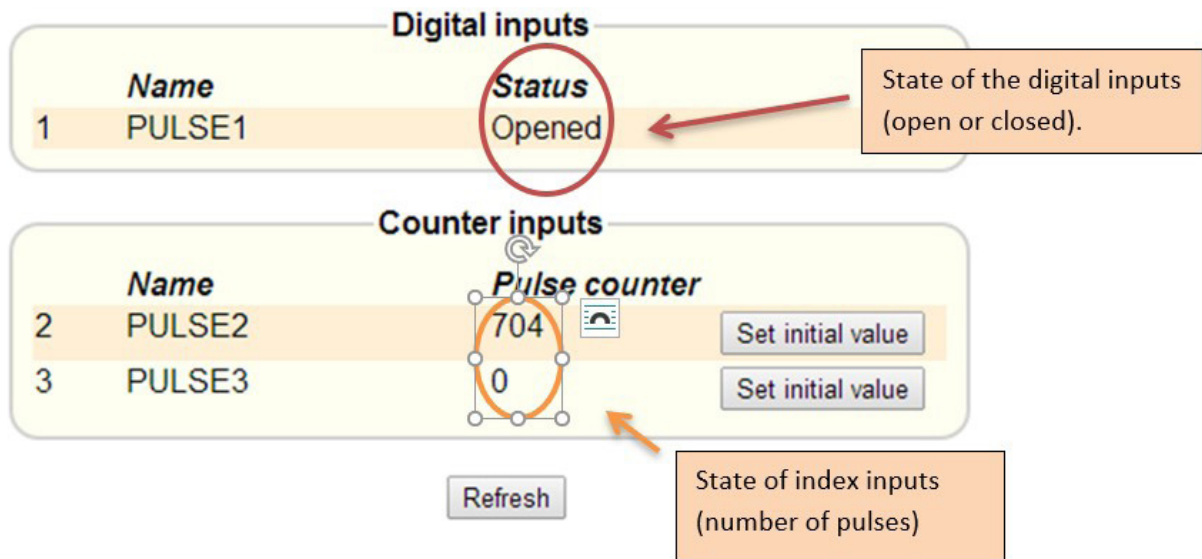 Digital inputs
Name Status
1 PULSE1 Opened
State of the digital inputs
(open or closed).
Counter inputs
Name Pulse counter
2 PULSE2 704 Set initial value
3 PULSE3 0 Set initial value
Refresh
State of index inputs
(number of pulses)